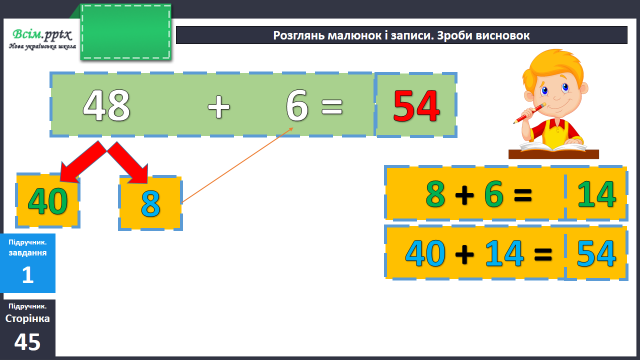 Всім.pptx
Нова українська школа
Розглянь малюнок і записи. Зроби висновок
48 + 6 = 54
40 8
8 + 6 = 14
40 + 14 = 54
Підручник.
завдання
1
Підручник.
Сторінка
45